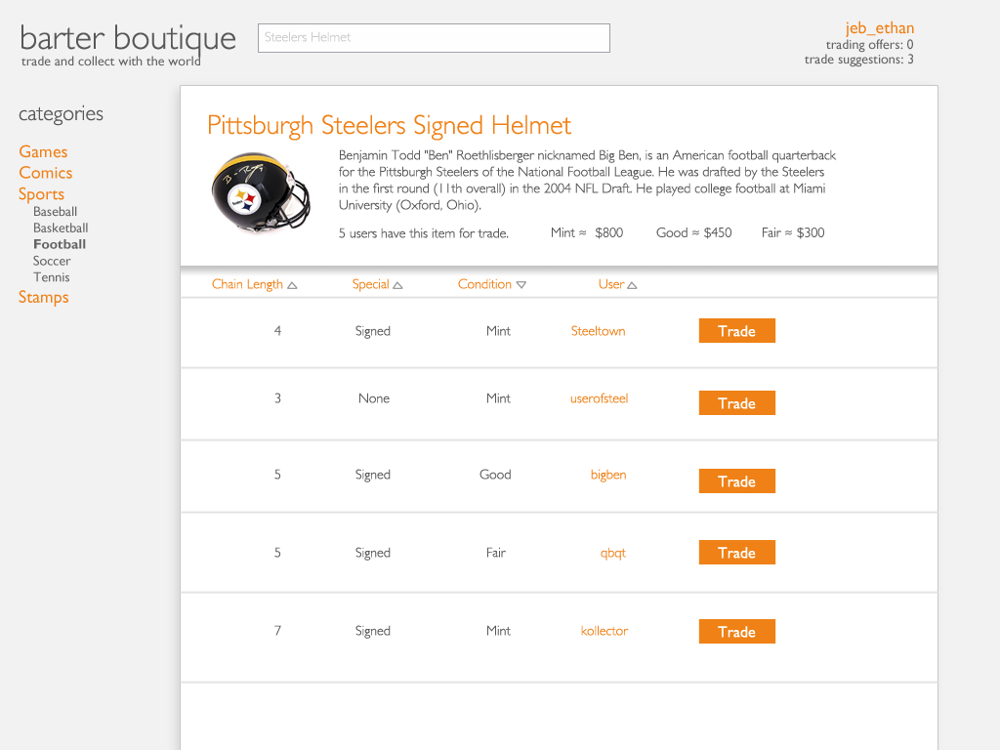 barter boutique
trade and collect with the world
Steelers Helmet
jeb_ethan
trading offers: 0
trade suggestions: 3
categories
Games
Comics
Sports
Baseball
Basketball
Football
Soccer
Tennis
Stamps
Pittsburgh Steelers Signed Helmet
Benjamin Todd "Ben" Roethlisberger nicknamed Big Ben, is an American football quarterback
for the Pittsburgh Steelers of the National Football League. He was drafted by the Steelers
in the first round (11th overall) in the 2004 NFL Draft. He played college football at Miami
University (Oxford, Ohio).
5 users have this item for trade. Mint ≈ $800 Good ≈ $450 Fair ≈ $300
Chain Length Special Condition User
4 Signed Mint Steeltown Trade
3 None Mint userofsteel Trade
5 Signed Good bigben Trade
5 Signed Fair qbqt Trade
7 Signed Mint kollector Trade